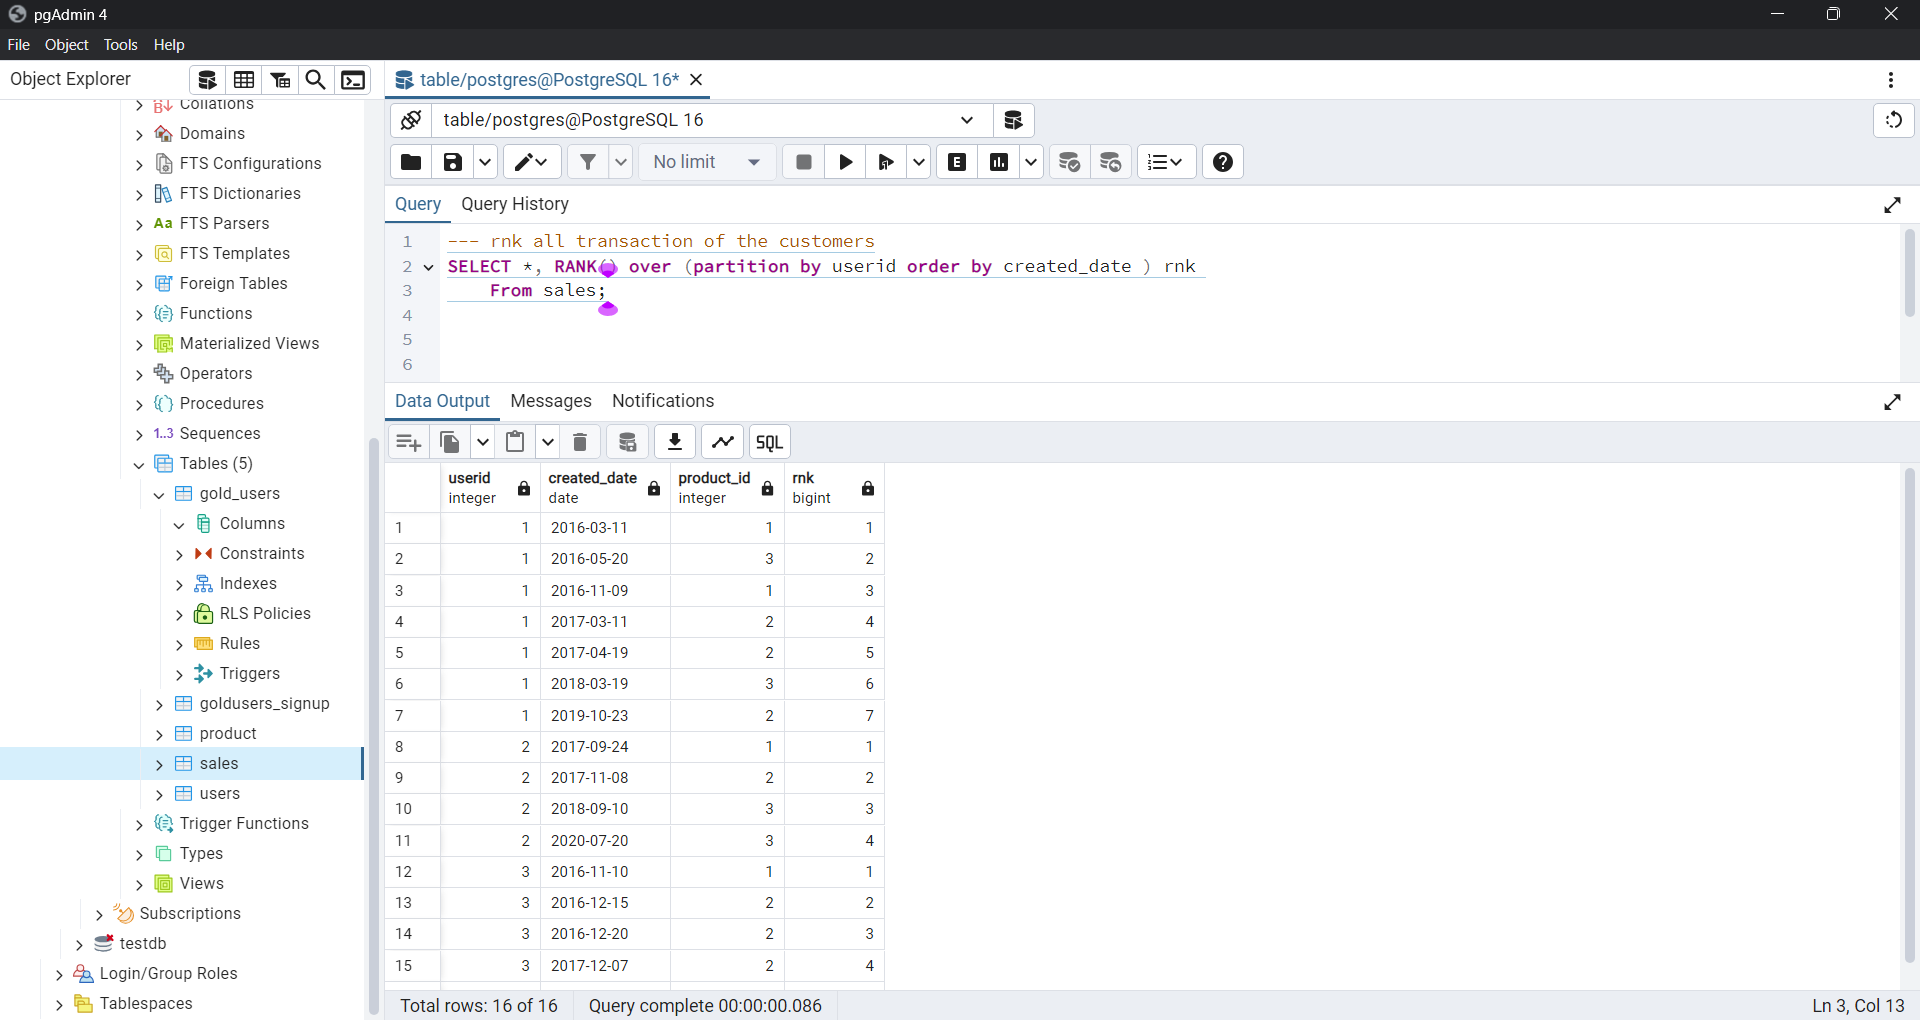 pgAdmin 4
File Object Tools Help
Object Explorer
table/postgres@PostgreSQL 16*
table/postgres@PostgreSQL 16
No limit
E
Query Query History
1 --- rnk all transaction of the customers
2 SELECT *, RANK() over (partition by userid order by created_date ) rnk
3 From sales;
4
5
6
Collations
Domains
FTS Configurations
FTS Dictionaries
Aa FTS Parsers
FTS Templates
Foreign Tables
Functions
Materialized Views
Operators
Procedures
1..3 Sequences
Tables (5)
gold_users
Columns
Constraints
Indexes
RLS Policies
Rules
Triggers
goldusers_signup
product
sales
users
Trigger Functions
Types
Views
Subscriptions
testdb
Login/Group Roles
Tablespaces
Data Output Messages Notifications
SQL
userid created_date product_id rnk
integer date integer bigint
1 1 2016-03-11 1 1
2 1 2016-05-20 3 2
3 1 2016-11-09 1 3
4 1 2017-03-11 2 4
5 1 2017-04-19 2 5
6 1 2018-03-19 3 6
7 1 2019-10-23 2 7
8 2 2017-09-24 1 1
9 2 2017-11-08 2 2
10 2 2018-09-10 3 3
11 2 2020-07-20 3 4
12 3 2016-11-10 1 1
13 3 2016-12-15 2 2
14 3 2016-12-20 2 3
15 3 2017-12-07 2 4
Total rows: 16 of 16 Query complete 00:00:00.086 Ln 3, Col 13